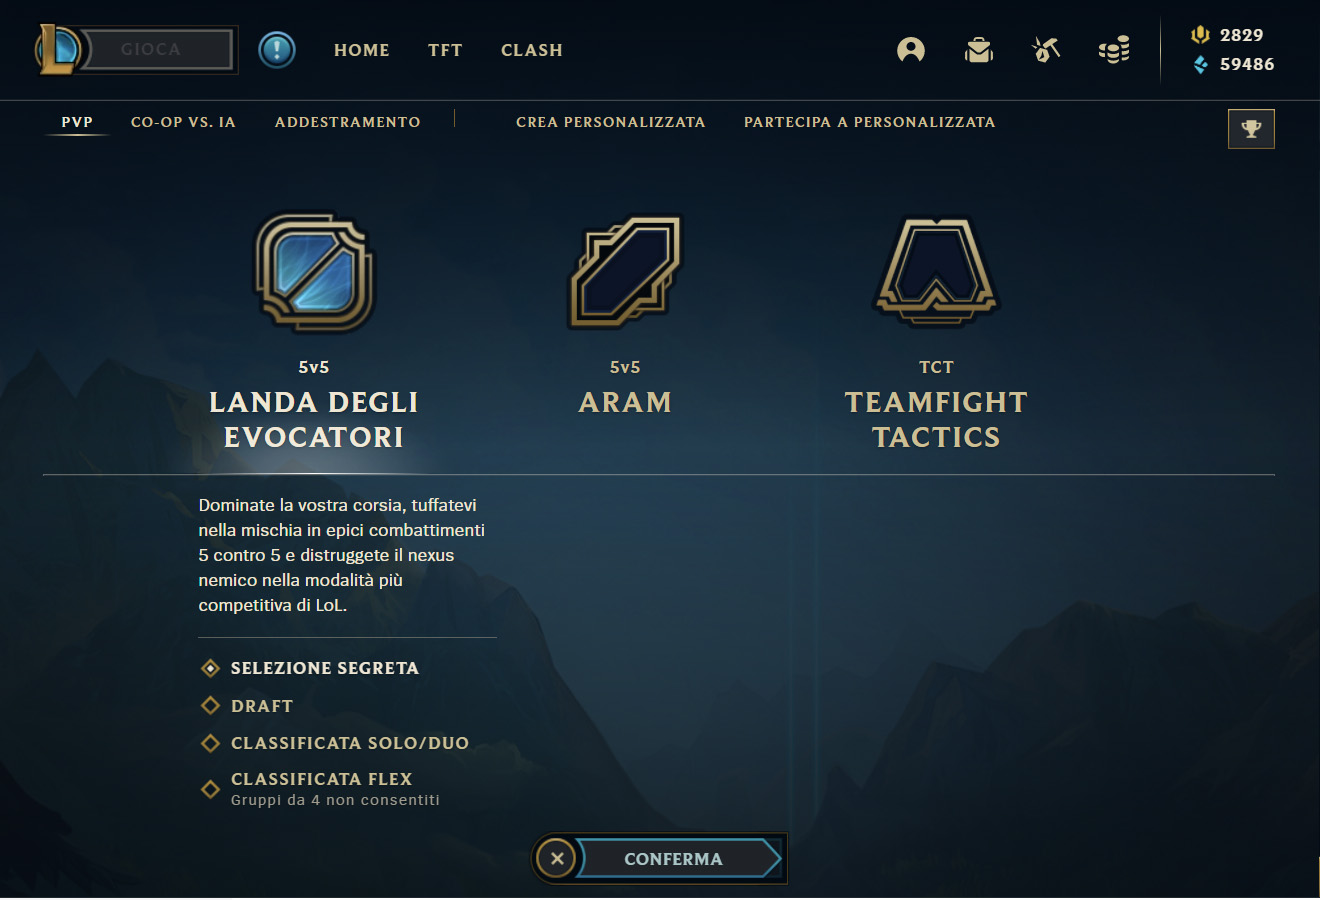 GIOCA
HOME
TFT
CLASH
2829
59486
PVP
CO-OP VS. IA
ADDESTRAMENTO
CREA PERSONALIZZATA
PARTECIPA A PERSONALIZZATA
5v5
LANDA DEGLI
EVOCATORI
5v5
ARAM
TCT
TEAMFIGHT
TACTICS
Dominate la vostra corsia, tuffatevi
nella mischia in epici combattimenti
5 contro 5 e distruggete il nexus
nemico nella modalità più
competitiva di LoL.
SELEZIONE SEGRETA
DRAFT
CLASSIFICATA SOLO/DUO
CLASSIFICATA FLEX
Gruppi da 4 non consentiti
CONFERMA